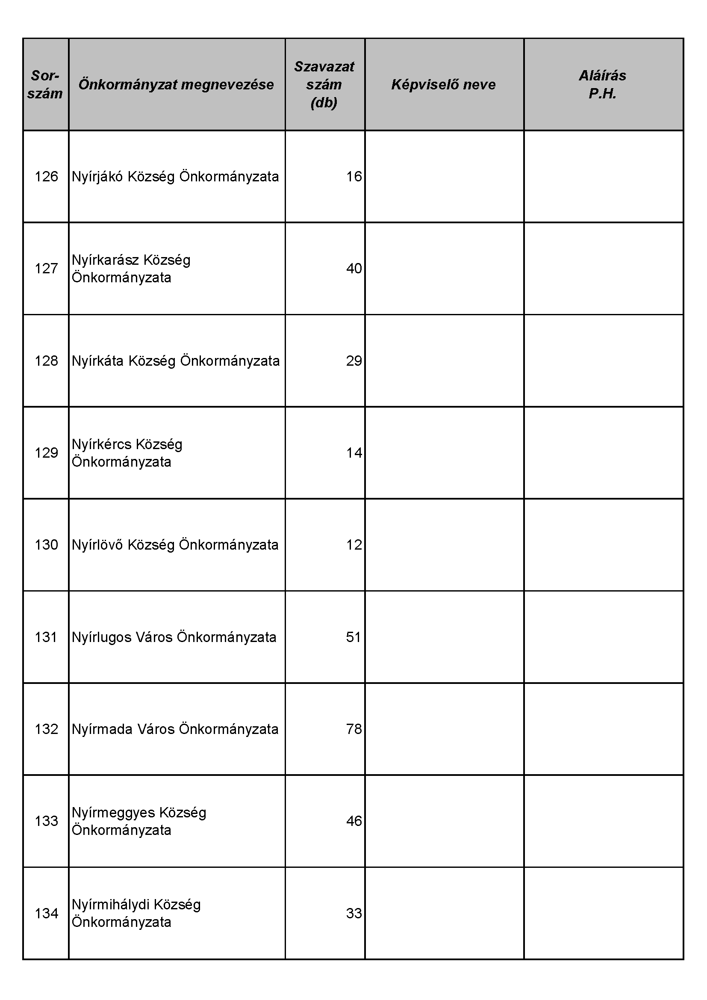 Sor-
szám
Önkormányzat megnevezése
Szavazat
szám
(db)
Képviselő neve
Aláírás
P.H.
126 Nyírjákó Község Önkormányzata 16
127 Nyírkarász Község
Önkormányzata 40
128 Nyírkáta Község Önkormányzata 29
129 Nyírkércs Község
Önkormányzata 14
130 Nyírlövő Község Önkormányzata 12
131 Nyírlugos Város Önkormányzata 51
132 Nyírmada Város Önkormányzata 78
133 Nyírmeggyes Község
Önkormányzata 46
134 Nyírmihálydi Község
Önkormányzata 33